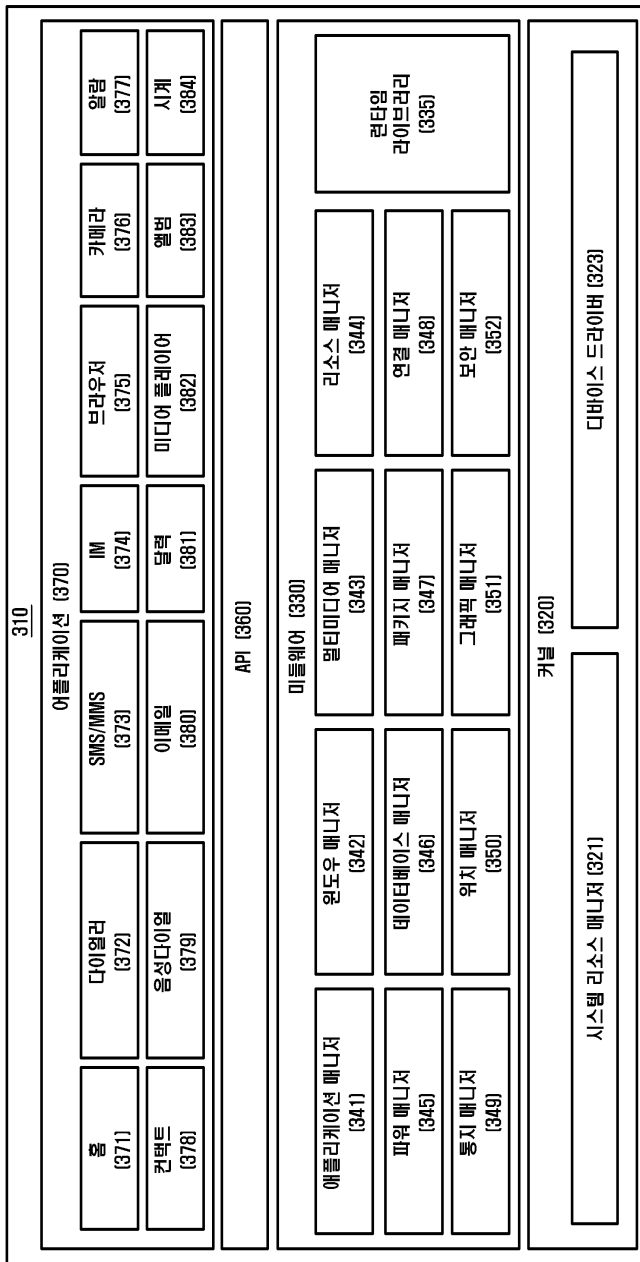 310
어플리케이션 (370)
홈
(371)
다이얼러
(372)
SMS/MMS
(373)
IM
(374)
브라우저
(375)
카메라
(376)
알람
(377)
컨택트
(378)
음성다이얼
(379)
이메일
(380)
달력
(381)
미디어 플레이어
(382)
앨범
(383)
시계
(384)
API (360)
미들웨어 (330)
애플리케이션 매니저
(341)
윈도우 매니저
(342)
멀티미디어 매니저
(343)
리소스 매니저
(344)
런타임
라이브러리
(335)
파워 매니저
(345)
데이터베이스 매니저
(346)
패키지 매니저
(347)
연결 매니저
(348)
통지 매니저
(349)
위치 매니저
(350)
그래픽 매니저
(351)
보안 매니저
(352)
커널 (320)
시스템 리소스 매니저 (321)
디바이스 드라이버 (323)